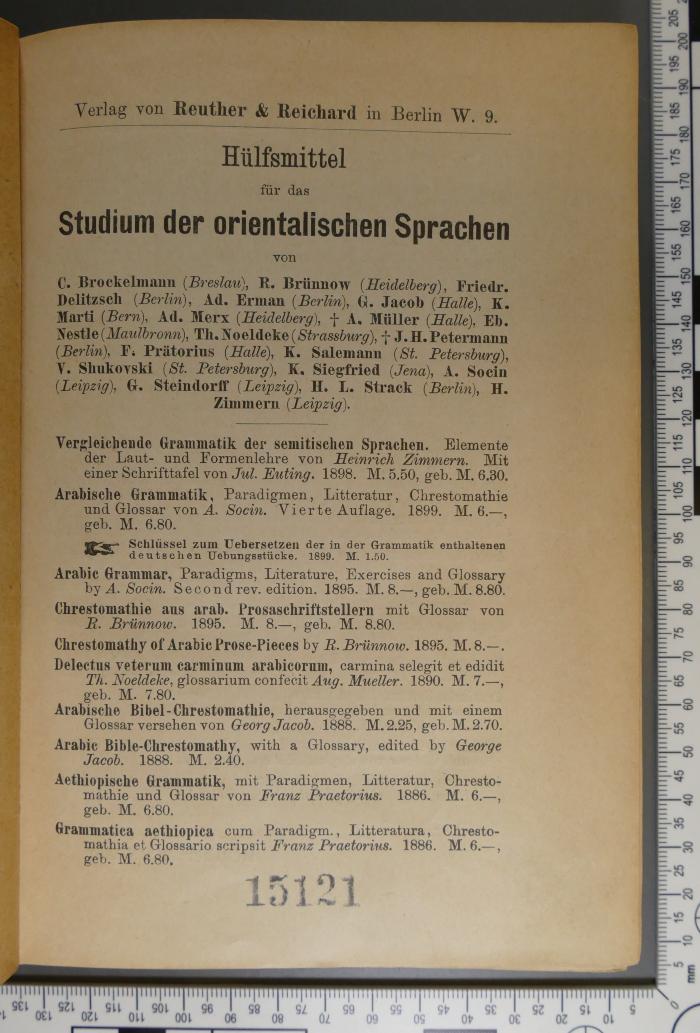 Verlag von Reuther & Reichard in Berlin W. 9.
Hülfsmittel
für das
Studium der orientalischen Sprachen
von
C. Brockelmann (Breslau), R. Brünnow (Heidelberg), Friedr.
Delitzsch (Berlin), Ad. Erman (Berlin), G. Jacob (Halle), K.
Marti (Bern), Ad. Merx (Heidelberg), † A. Müller (Halle), Eb.
Nestle (Maulbronn), Th. Noeldeke (Strassburg), † J. H. Petermann
(Berlin), F. Prätorius (Halle), K. Salemann (St. Petersburg),
V. Shukovski (St. Petersburg), K. Siegfried (Jena), A. Socin
(Leipzig), G. Steindorff (Leipzig), H. L. Strack (Berlin), H.
Zimmern (Leipzig).
Vergleichende Grammatik der semitischen Sprachen. Elemente
der Laut- und Formenlehre von Heinrich Zimmern. Mit
einer Schrifttafel von Jul. Euting. 1898. M. 5.50, geb. M. 6.30.
Arabische Grammatik, Paradigmen, Litteratur, Chrestomathie
und Glossar von A. Socin. Vierte Auflage. 1899. M. 6.—,
geb. M. 6.80.
Schlüssel zum Uebersetzen der in der Grammatik enthaltenen
deutschen Uebungsstücke. 1899. M. 1.50.
Arabic Grammar, Paradigms, Literature, Exercises and Glossary
by A. Socin. Second rev. edition. 1895. M. 8.—, geb. M. 8.80.
Chrestomathie aus arab. Prosaschriftstellern mit Glossar von
R. Brünnow. 1895. M. 8.—, geb. M. 8.80.
Chrestomathy of Arabic Prose-Pieces by R. Brünnow. 1895. M. 8.—.
Delectus veterum carminum arabicorum, carmina selegit et edidit
Th. Noeldeke, glossarium confecit Aug. Mueller. 1890. M. 7.—,
geb. M. 7.80.
Arabische Bibel-Chrestomathie, herausgegeben und mit einem
Glossar versehen von Georg Jacob. 1888. M. 2.25, geb. M. 2.70.
Arabic Bible-Chrestomathy, with a Glossary, edited by George
Jacob. 1888. M. 2.40.
Aethiopische Grammatik, mit Paradigmen, Litteratur, Chresto-
mathie und Glossar von Franz Praetorius. 1886. M. 6.—,
geb. M. 6.80.
Grammatica aethiopica cum Paradigm., Litteratura, Chresto-
mathia et Glossario scripsit Franz Praetorius. 1886. M. 6.—,
geb. M. 6.80.
15121